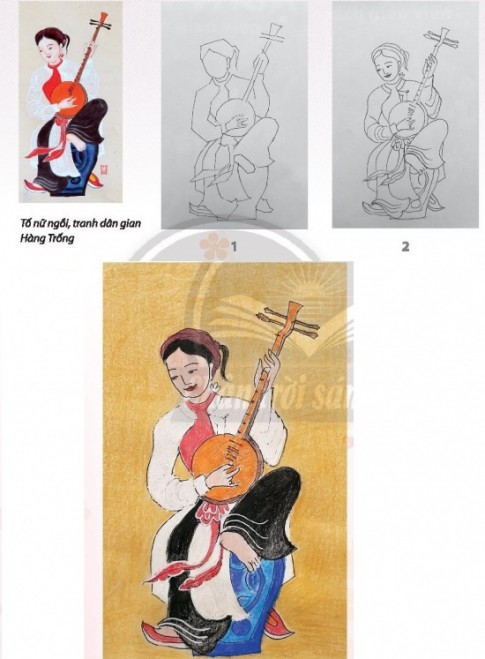 Tố nữ ngồi, tranh dân gian
Hàng Trống
1
2